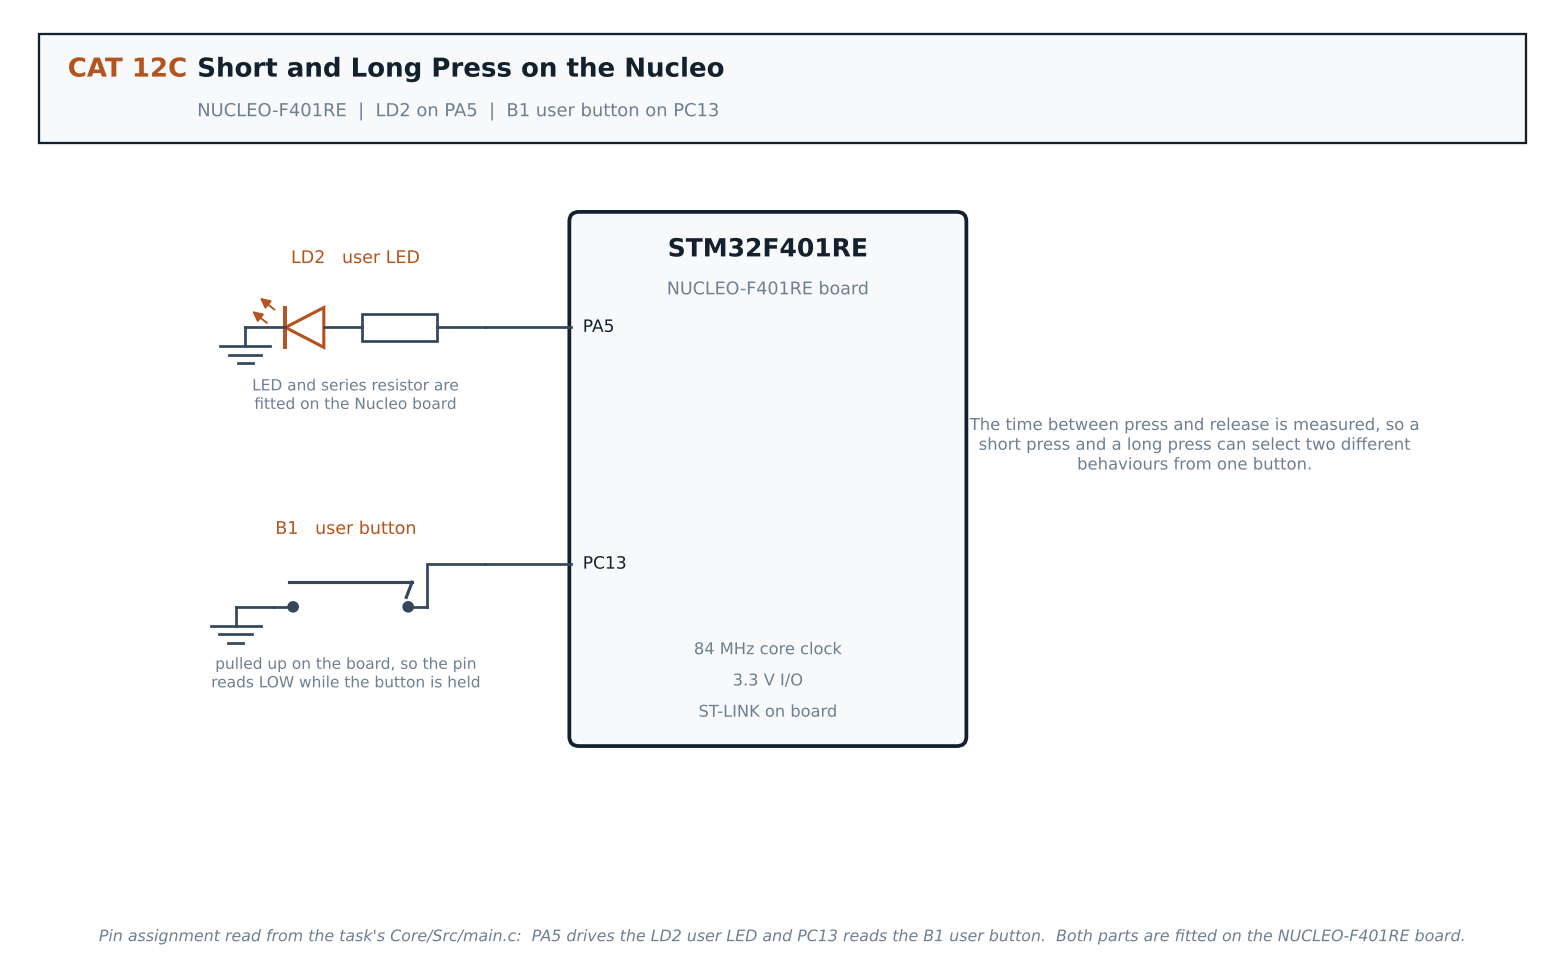 CAT 12C Short and Long Press on the Nucleo
NUCLEO-F401RE | LD2 on PA5 | B1 user button on PC13
STM32F401RE
NUCLEO-F401RE board
LD2 user LED
PA5
LED and series resistor are
fitted on the Nucleo board
The time between press and release is measured, so a
short press and a long press can select two different
behaviours from one button.
B1 user button
PC13
pulled up on the board, so the pin
reads LOW while the button is held
84 MHz core clock
3.3 V I/O
ST-LINK on board
Pin assignment read from the task's Core/Src/main.c: PA5 drives the LD2 user LED and PC13 reads the B1 user button. Both parts are fitted on the NUCLEO-F401RE board.